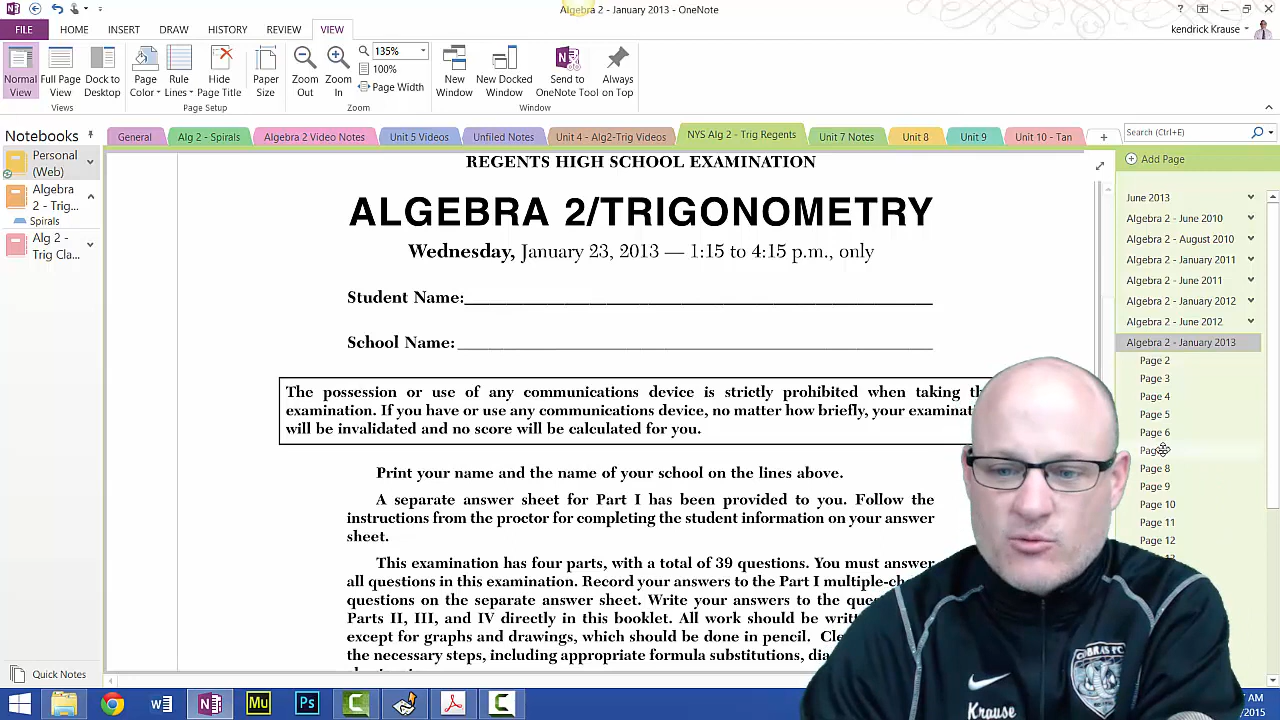 Algebra 2 - January 2013 - OneNote
FILE HOME INSERT DRAW HISTORY REVIEW VIEW
kendrick Krause
Normal View
Full Page View
Dock to Desktop
Views
Page Color
Rule Lines
Hide Page Title
Page Setup
Paper Size
Zoom Out
Zoom In
135%
100%
Page Width
Zoom
New Window
New Docked Window
Send to OneNote Tool
Always on Top
Window
Notebooks
General
Alg 2 - Spirals
Algebra 2 Video Notes
Unit 5 Videos
Unfiled Notes
Unit 4 - Alg2-Trig Videos
NYS Alg 2 - Trig Regents
Unit 7 Notes
Unit 8
Unit 9
Unit 10 - Tan
Search (Ctrl+E)
Personal (Web)
Algebra 2 - Trig...
Spirals
Alg 2 - Trig Cla...
Quick Notes
REGENTS HIGH SCHOOL EXAMINATION
ALGEBRA 2/TRIGONOMETRY
Wednesday, January 23, 2013 — 1:15 to 4:15 p.m., only
Student Name:
School Name:
The possession or use of any communications device is strictly prohibited when taking
examination. If you have or use any communications device, no matter how briefly, your
will be invalidated and no score will be calculated for you.
Print your name and the name of your school on the lines above.
A separate answer sheet for Part I has been provided to you. Follow the
instructions from the proctor for completing the student information on your answer
sheet.
This examination has four parts, with a total of 39 questions. You must answer
all questions in this examination. Record your answers to the Part I
questions on the separate answer sheet. Write your answers to the
Parts II, III, and IV directly in this booklet. All work should be
except for graphs and drawings, which should be done in pencil.
the necessary steps, including appropriate formula substitutions,
Add Page
June 2013
Algebra 2 - June 2010
Algebra 2 - August 2010
Algebra 2 - January 2011
Algebra 2 - June 2011
Algebra 2 - January 2012
Algebra 2 - June 2012
Algebra 2 - January 2013
Page 2
Page 3
Page 4
Page 5
Page 6
Page 8
Page 9
Page 10
Page 11
Page 12
Mu
Ps
Krause